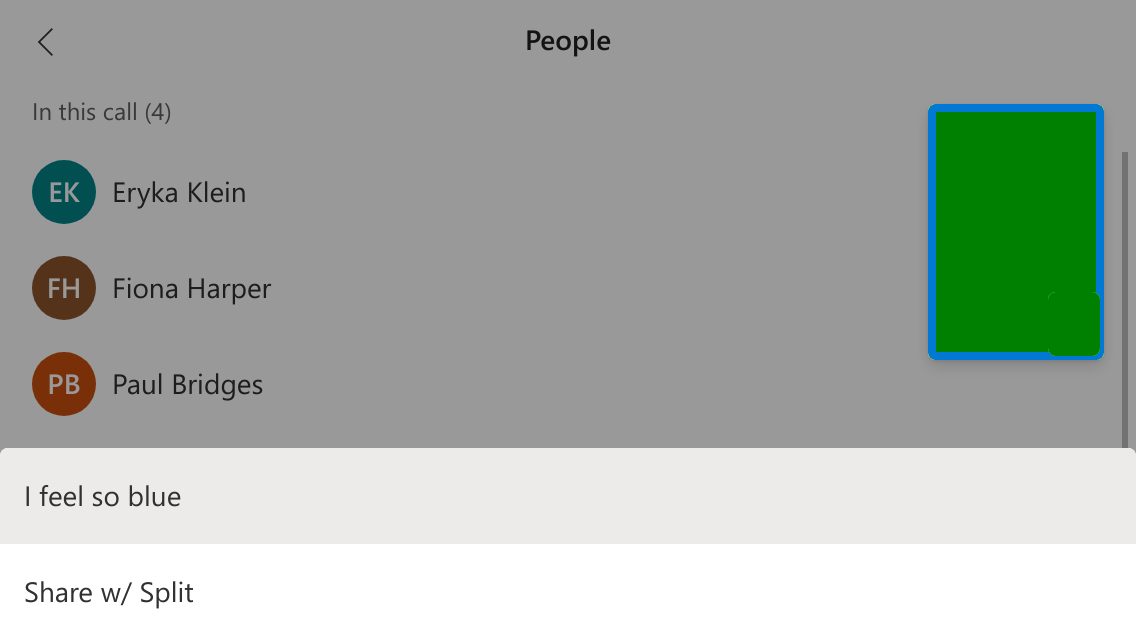 People
In this call (4)
EK Eryka Klein
FH Fiona Harper
PB Paul Bridges
I feel so blue
Share w/ Split